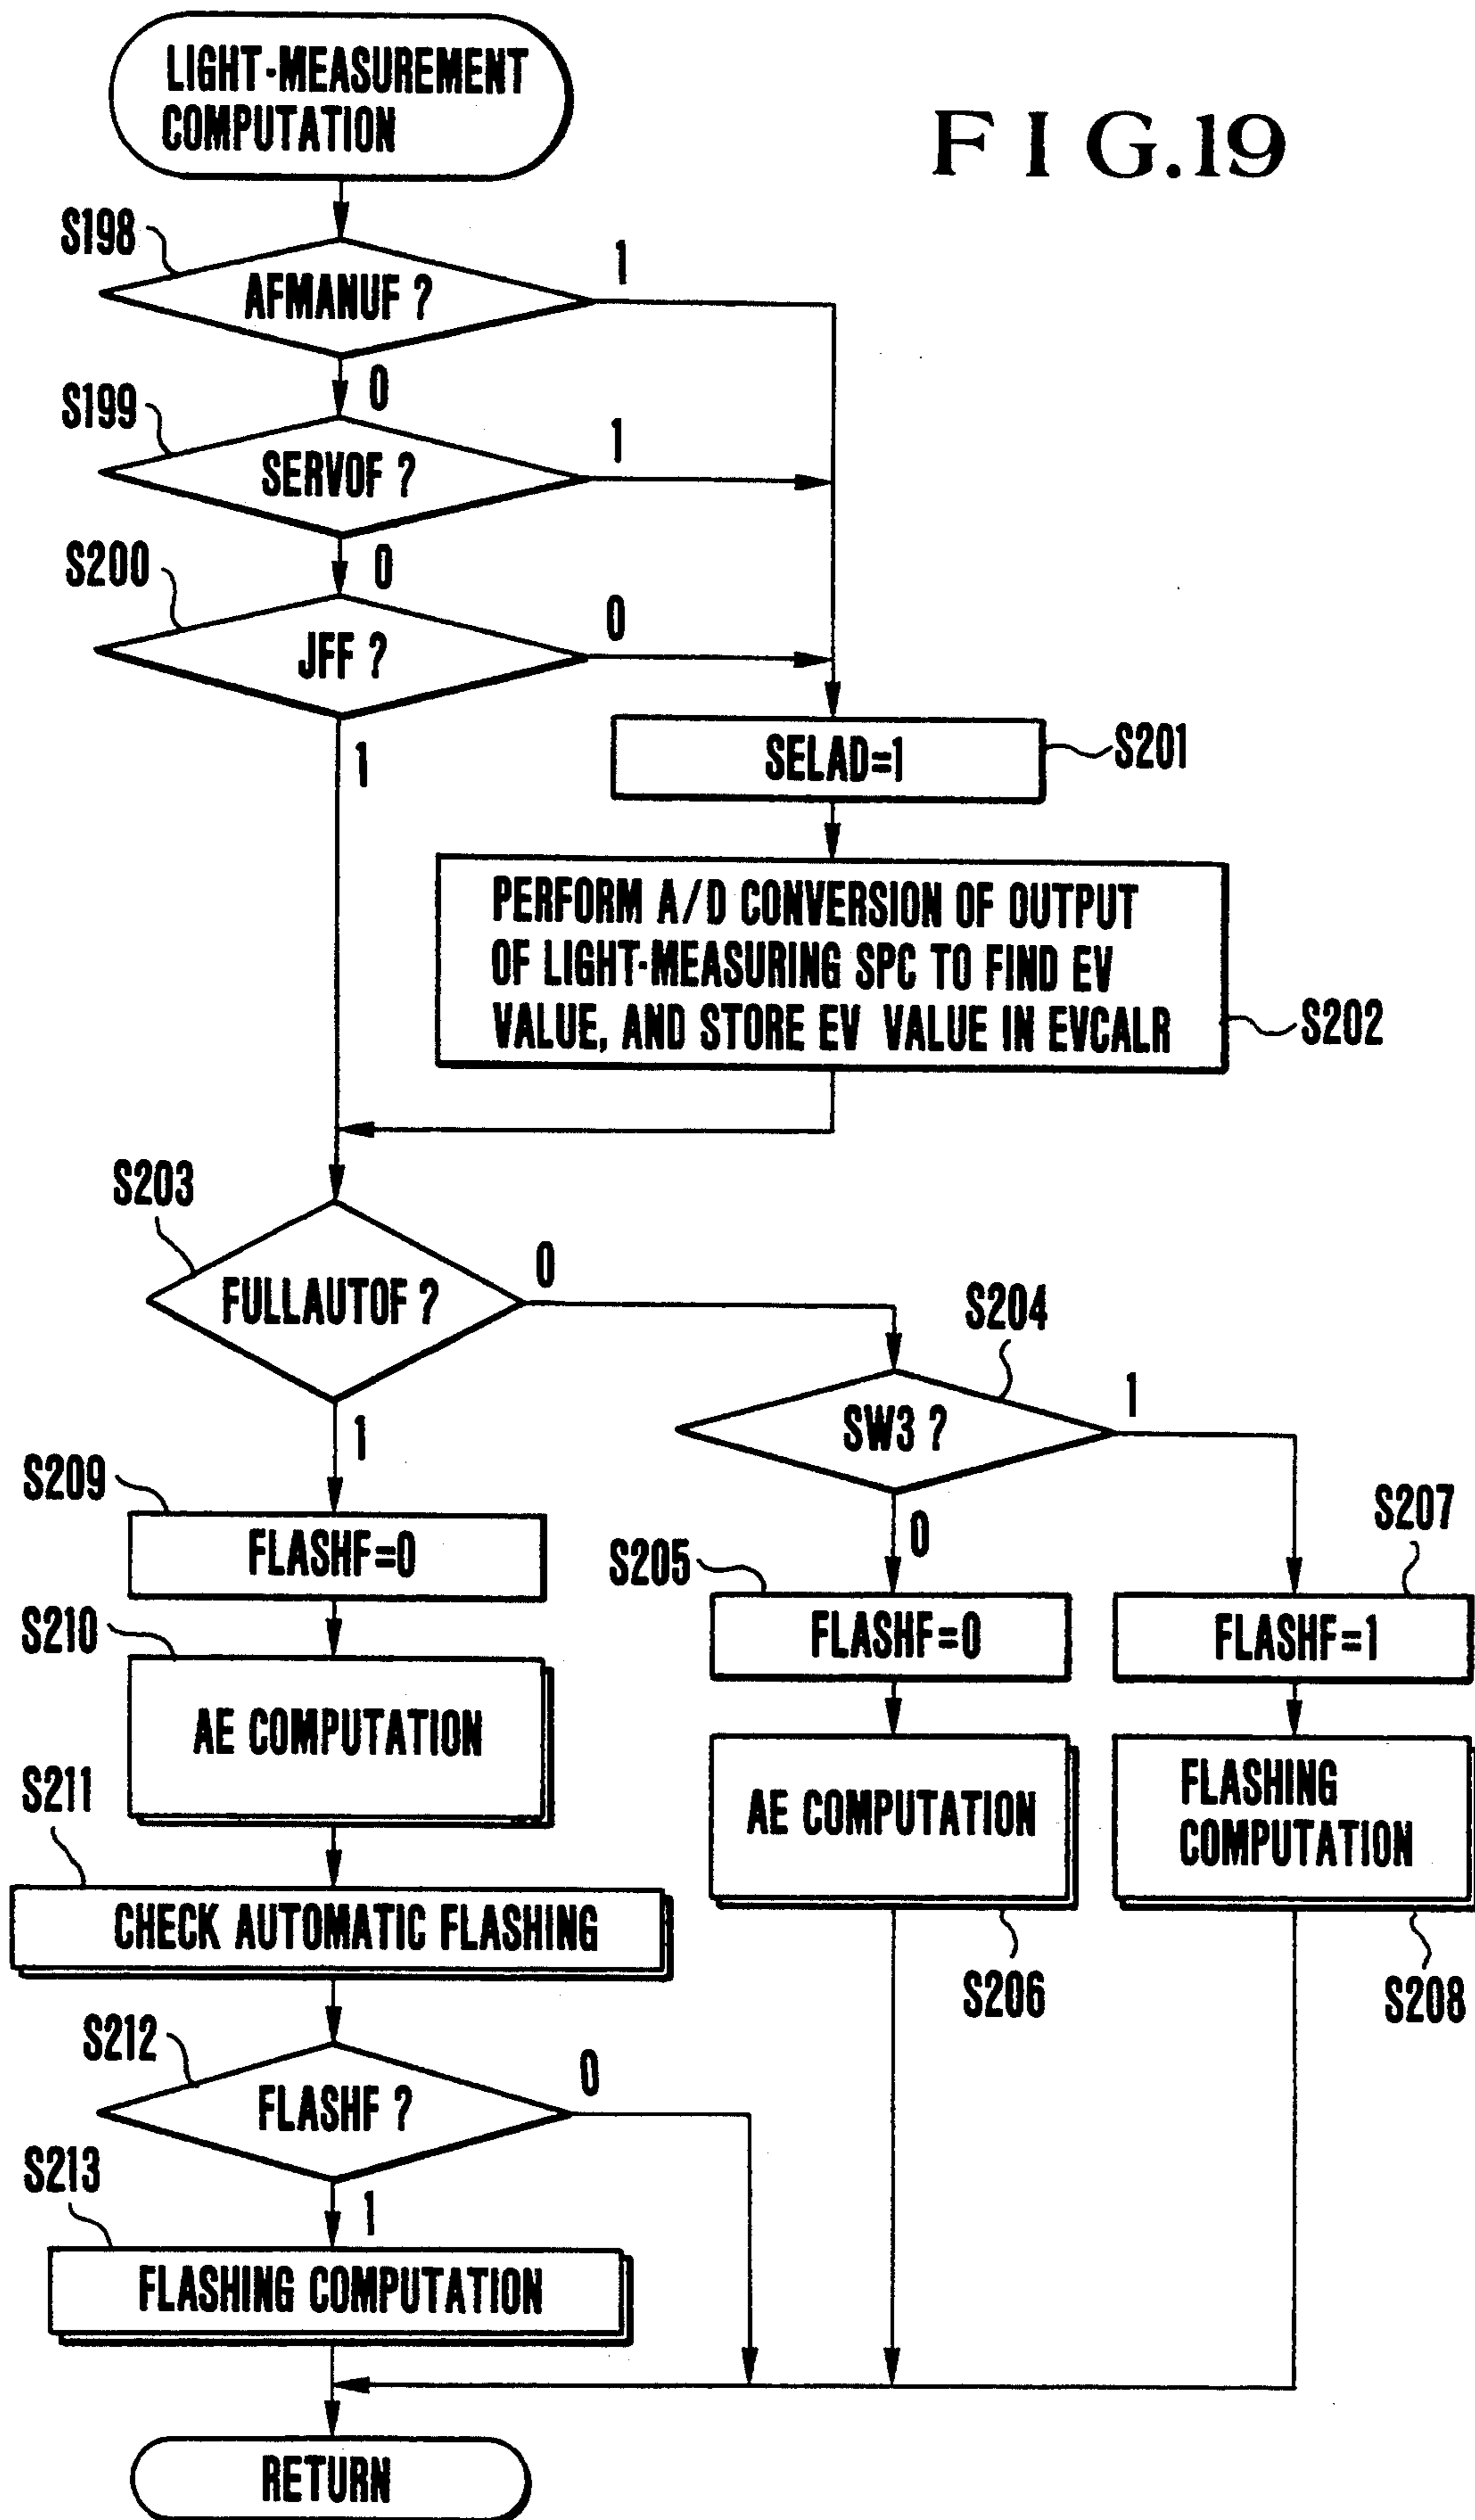 LIGHT-MEASUREMENT
COMPUTATION
FIG.19
S198
AFMANUF ?
1
0
S199
SERVOF ?
1
0
S200
JFF ?
0
1
SELAD=1
S201
PERFORM A/D CONVERSION OF OUTPUT
OF LIGHT-MEASURING SPC TO FIND EV
VALUE, AND STORE EV VALUE IN EVCALR
S202
S203
FULLAUTOF ?
0
1
S204
SW3 ?
1
0
S209
FLASHF=0
S205
FLASHF=0
S207
FLASHF=1
S210
AE COMPUTATION
AE COMPUTATION
S206
FLASHING
COMPUTATION
S208
S211
CHECK AUTOMATIC FLASHING
S212
FLASHF ?
0
1
S213
FLASHING COMPUTATION
RETURN